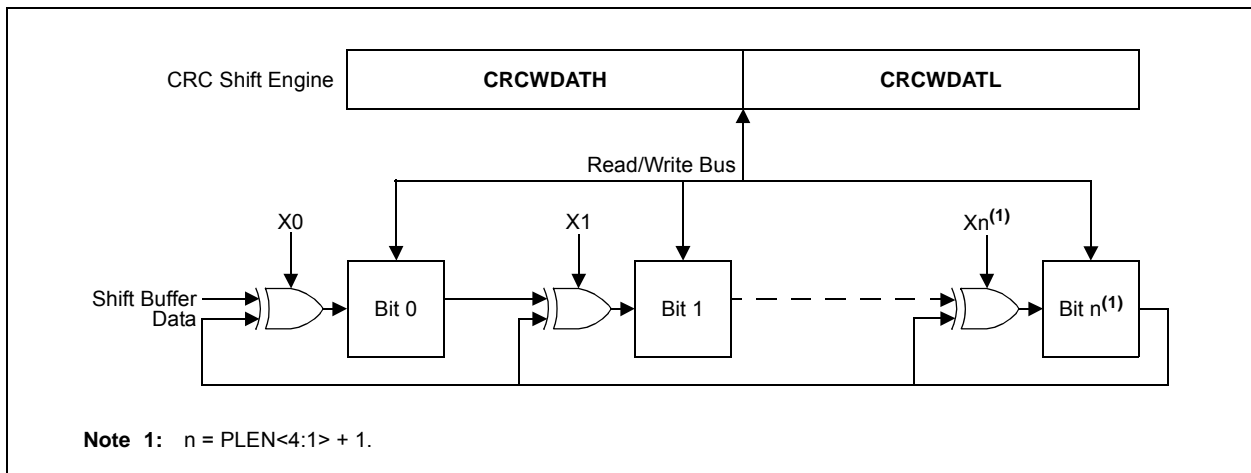 CRC Shift Engine
CRCWDATH
CRCWDATL
Read/Write Bus
X0
X1
Xn(1)
Shift Buffer
Data
Bit 0
Bit 1
Bit n(1)
Note 1: n = PLEN<4:1> + 1.